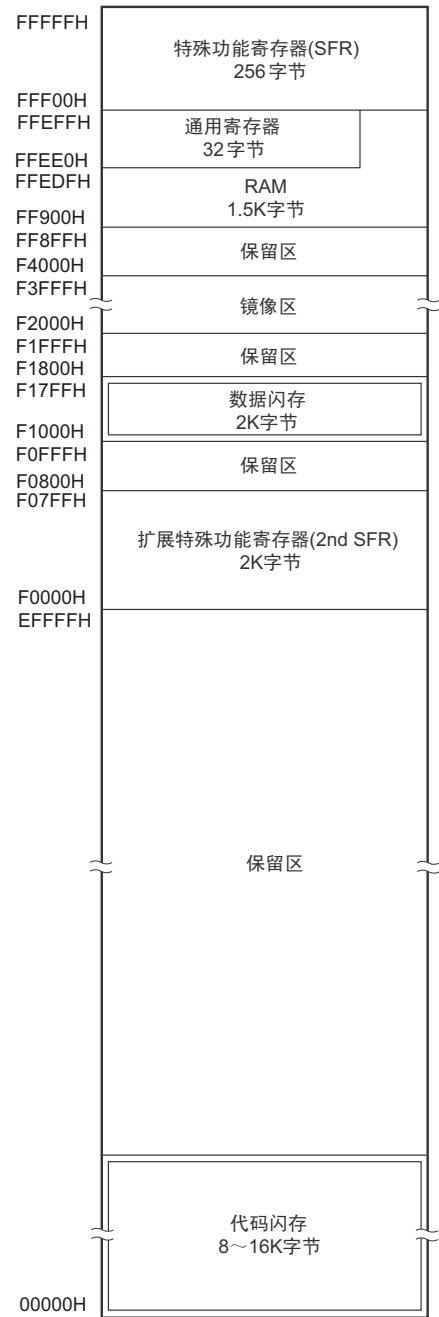 FFFFFH
特殊功能寄存器(SFR)
256字节
FFF00H
FFEFFH
通用寄存器
32字节
FFEE0H
FFEDFH
RAM
1.5K字节
FF900H
FF8FFH
保留区
F4000H
F3FFFH
镜像区
F2000H
F1FFFH
保留区
F1800H
F17FFH
数据闪存
2K字节
F1000H
F0FFFH
保留区
F0800H
F07FFH
扩展特殊功能寄存器(2nd SFR)
2K字节
F0000H
EFFFFH
保留区
代码闪存
8～16K字节
00000H